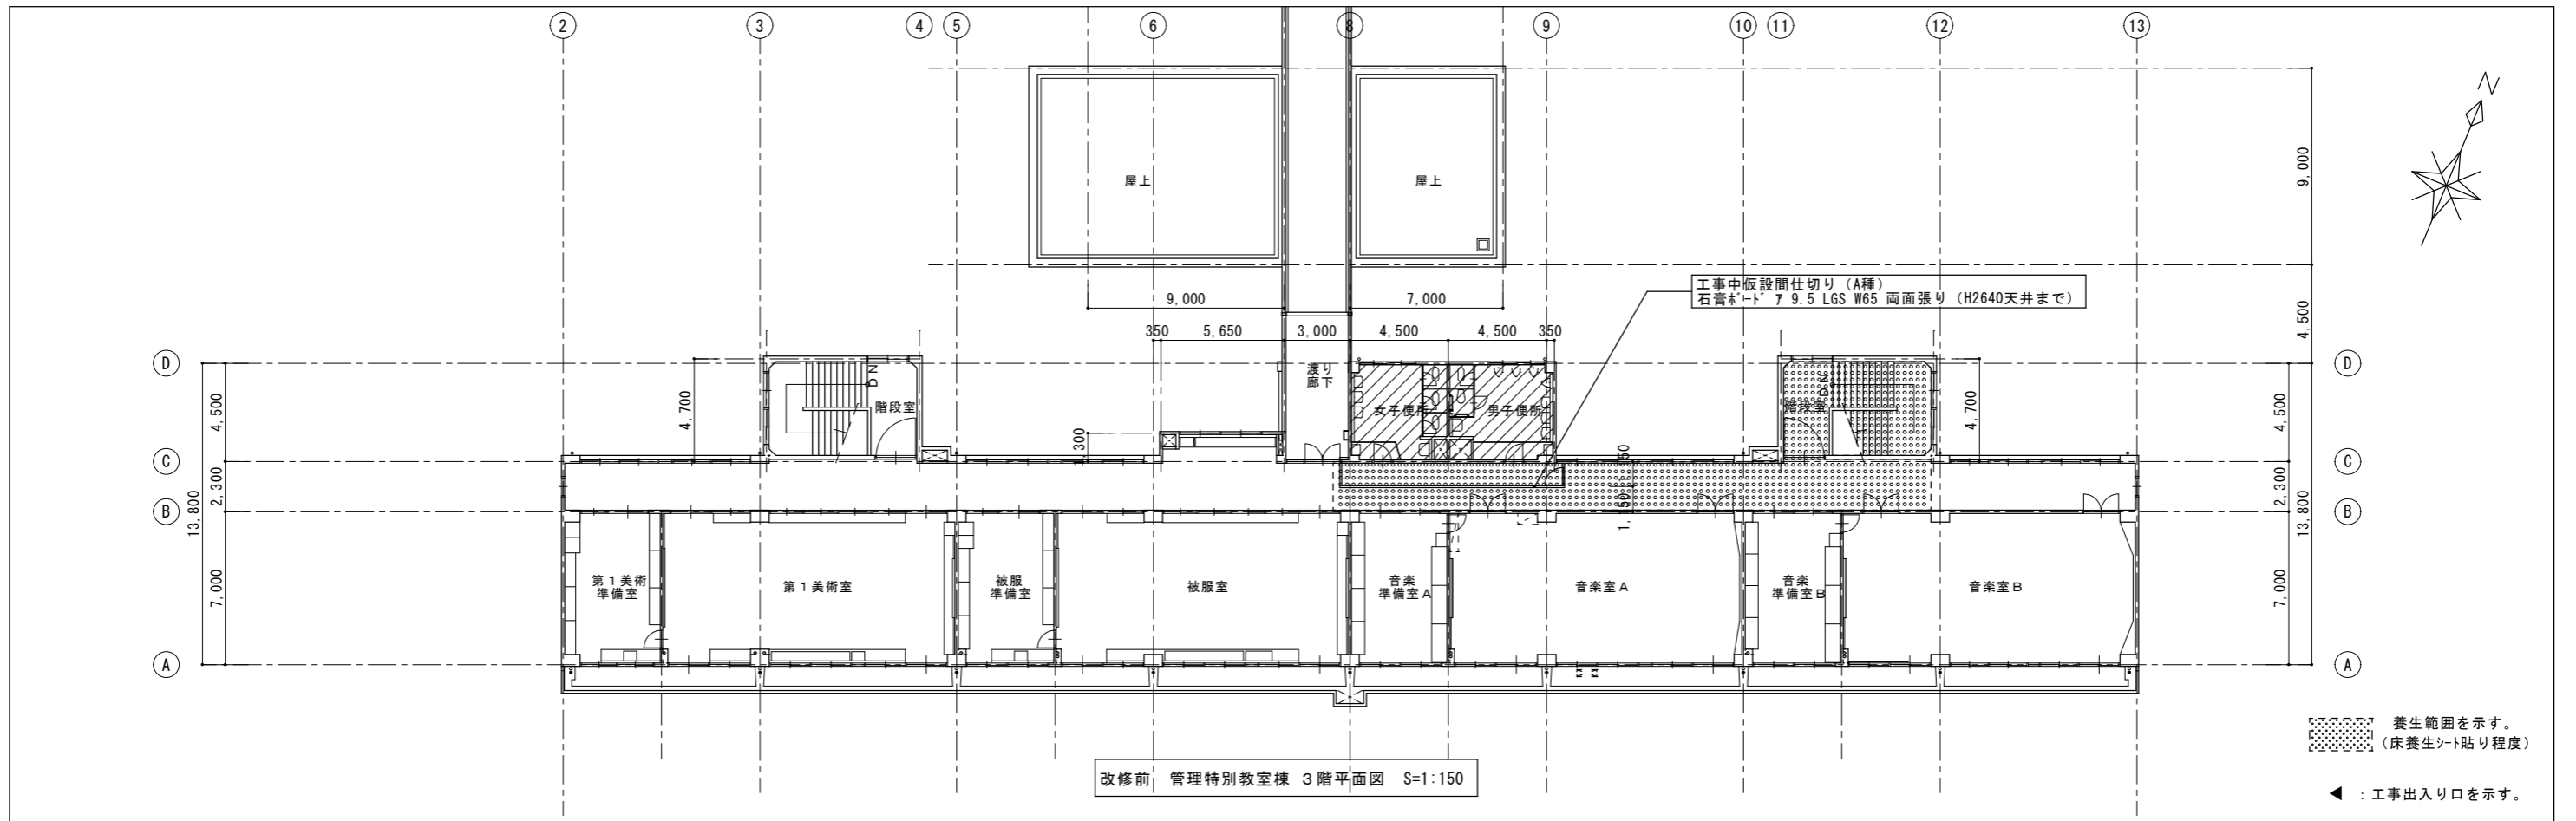 2 3 4 5 6 8 9 10 11 12 13
N
屋上
屋上
9,000
工事中仮設間仕切り（A種）
石膏ﾎﾞｰﾄﾞ ｱ 9.5 LGS W65 両面張り（H2640天井まで）
9,000 7,000
350 5,650 3,000 4,500 4,500 350
4,500
D D
渡り
廊下
DN
DN
4,500 4,700 階段室 女子便所 男子便所 階段室 4,700 4,500
300
C C
13,800 2,300 2,300 13,800
B B
7,000
第１美術
準備室
第１美術室
被服
準備室
被服室
音楽
準備室Ａ
音楽室Ａ
音楽
準備室Ｂ
音楽室Ｂ
7,000
A A
養生範囲を示す。
（床養生ｼｰﾄ貼り程度）
改修前 管理特別教室棟 ３階平面図 S=1:150
◀ ：工事出入り口を示す。